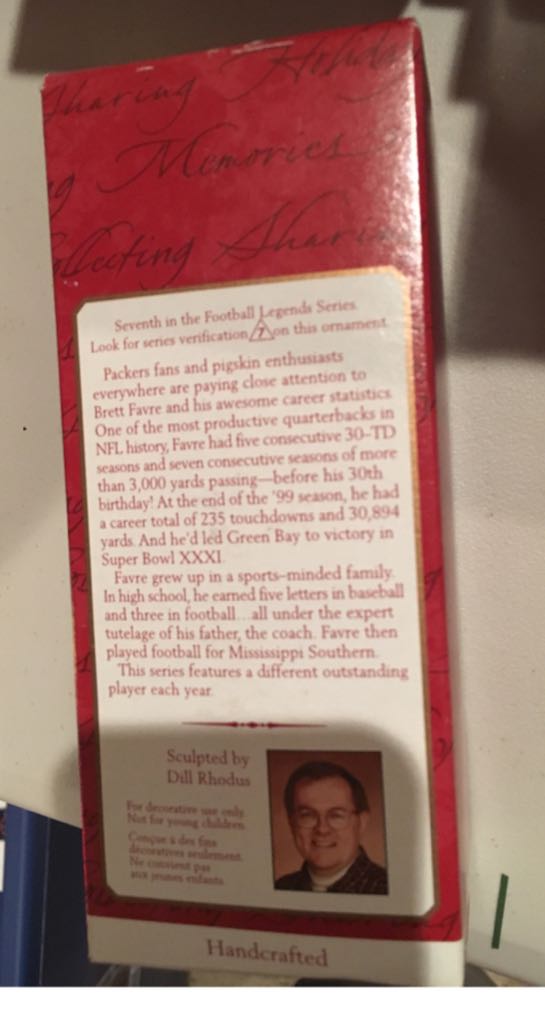 Sharing Holiday
Memories
Collecting Sharing
Seventh in the Football Legends Series.
Look for series verification 7 on this ornament.
Packers fans and pigskin enthusiasts
everywhere are paying close attention to
Brett Favre and his awesome career statistics.
One of the most productive quarterbacks in
NFL history, Favre had five consecutive 30-TD
seasons and seven consecutive seasons of more
than 3,000 yards passing—before his 30th
birthday! At the end of the '99 season, he had
a career total of 235 touchdowns and 30,894
yards. And he'd led Green Bay to victory in
Super Bowl XXXI.
Favre grew up in a sports-minded family.
In high school, he earned five letters in baseball
and three in football...all under the expert
tutelage of his father, the coach. Favre then
played football for Mississippi Southern.
This series features a different outstanding
player each year.
Sculpted by
Dill Rhodus
For decorative use only.
Not for young children.
Conçue à des fins
décoratives seulement.
Ne convient pas
aux jeunes enfants.
Handcrafted